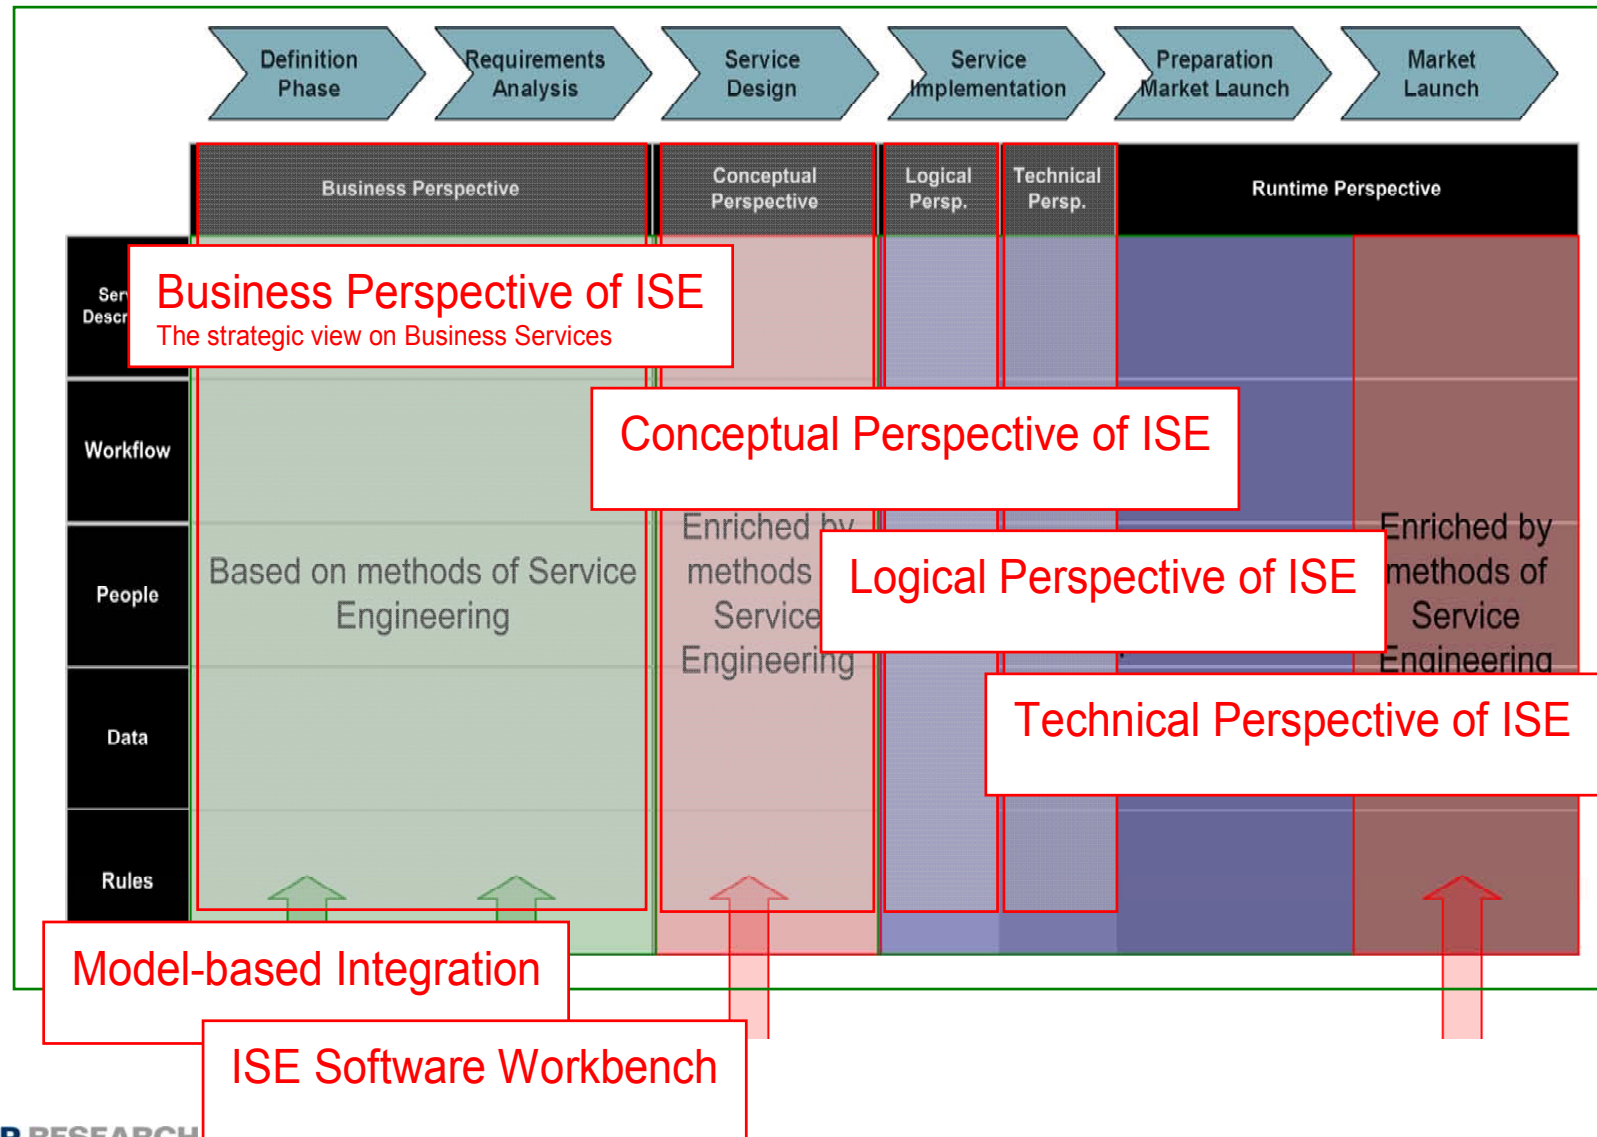 Definition
Phase
Requirements
Analysis
Service
Design
Service
Implementation
Preparation
Market Launch
Market
Launch
Business Perspective
Conceptual
Perspective
Logical
Persp.
Technical
Persp.
Runtime Perspective
Business Perspective of ISE
The strategic view on Business Services
Workflow
Conceptual Perspective of ISE
People
Based on methods of Service
Engineering
Enriched by
methods
Service
Engineering
Logical Perspective of ISE
Enriched by
methods of
Service
Engineering
Technical Perspective of ISE
Data
Rules
Model-based Integration
ISE Software Workbench
RESEARCH